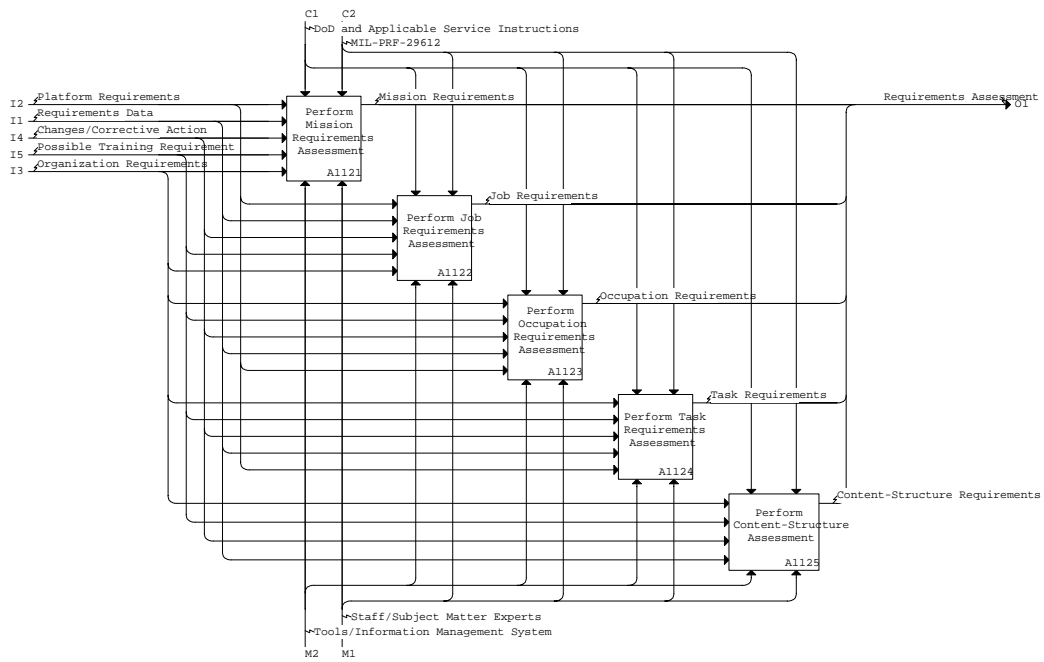 C1
C2
DoD and Applicable Service Instructions
MIL-PRF-29612
I2
Platform Requirements
I1
Requirements Data
I4
Changes/Corrective Action
I5
Possible Training Requirement
I3
Organization Requirements
Perform
Mission
Requirements
Assessment
A1121
Mission Requirements
Requirements Assessment
O1
Perform Job
Requirements
Assessment
A1122
Job Requirements
Perform
Occupation
Requirements
Assessment
A1123
Occupation Requirements
Perform Task
Requirements
Assessment
A1124
Task Requirements
Perform
Content-Structure
Assessment
A1125
Content-Structure Requirements
Staff/Subject Matter Experts
Tools/Information Management System
M2
M1